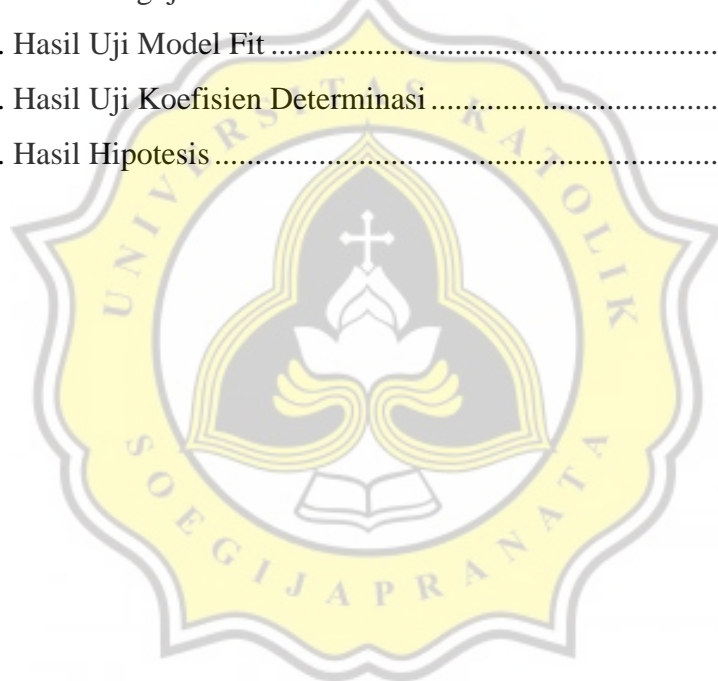 . Hasil Uji Model Fit ................................................................
. Hasil Uji Koefisien Determinasi ........................................
. Hasil Hipotesis ......................................................................
UNIVERSITAS KATOLIK
SOEGIJAPRANATA